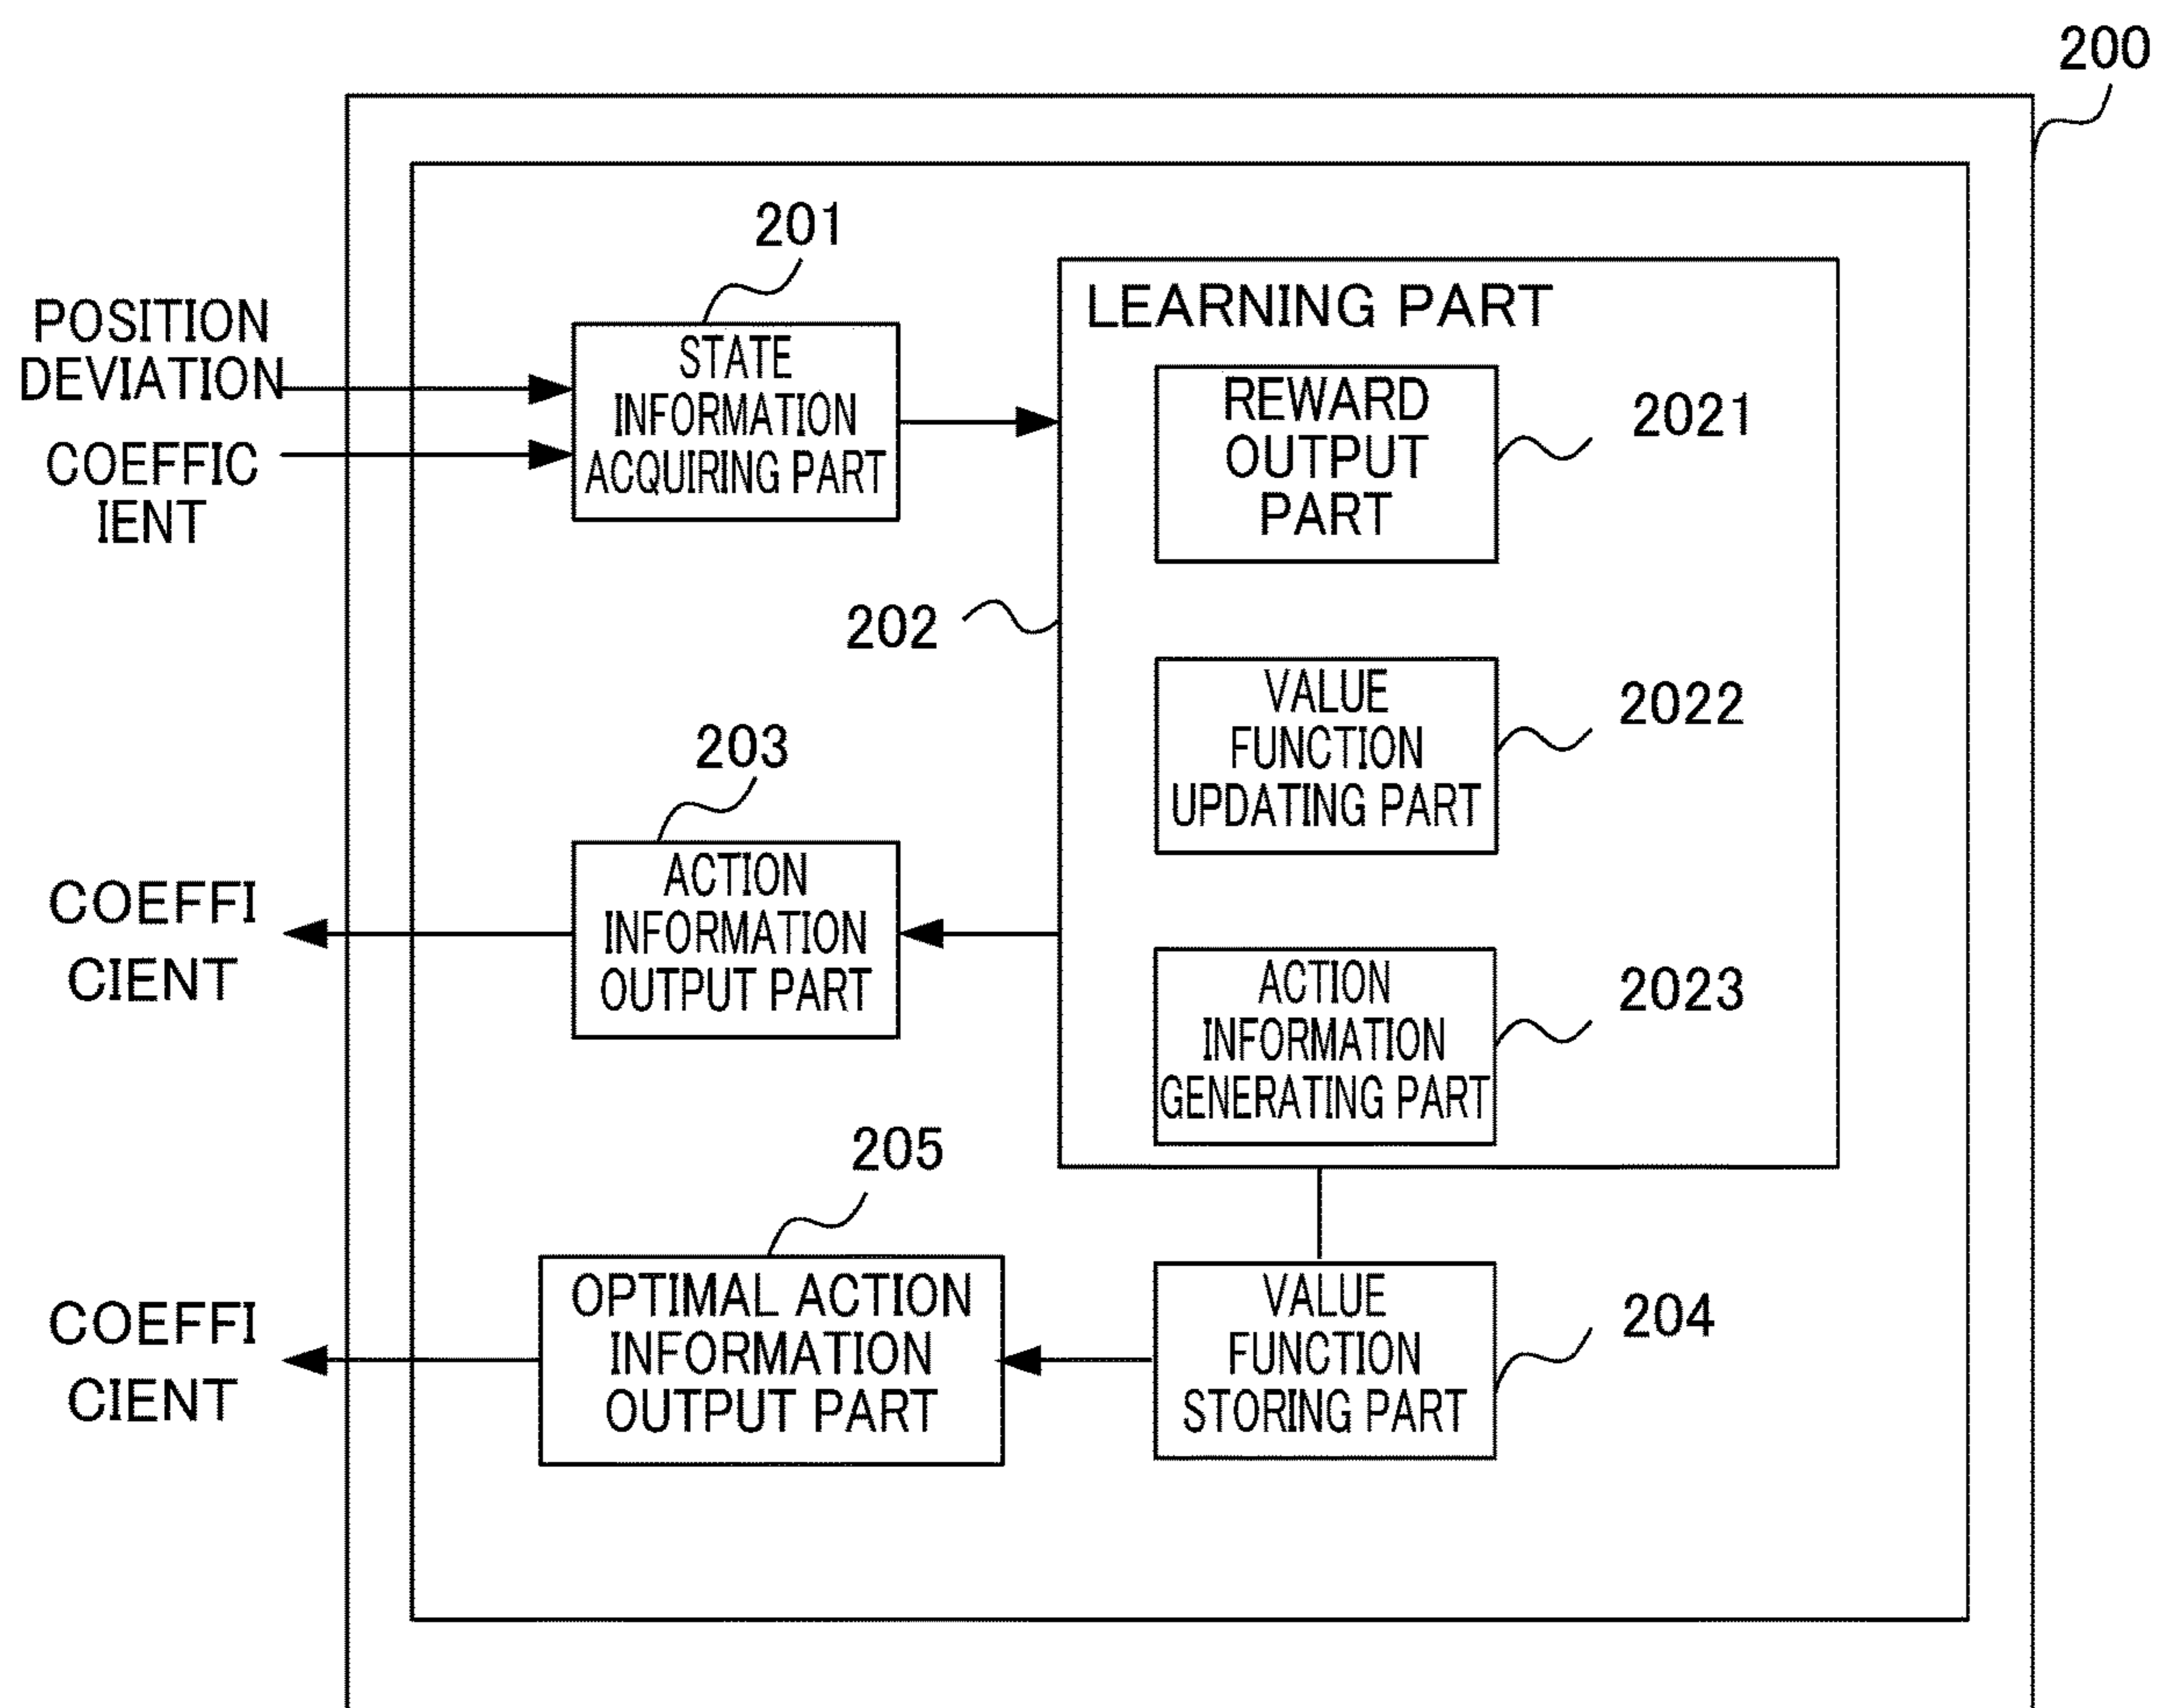 200
201
POSITION
DEVIATION
COEFFIC
IENT
STATE
INFORMATION
ACQUIRING PART
LEARNING PART
REWARD
OUTPUT
PART
2021
202
VALUE
FUNCTION
UPDATING PART
2022
203
COEFFI
CIENT
ACTION
INFORMATION
OUTPUT PART
ACTION
INFORMATION
GENERATING PART
2023
205
COEFFI
CIENT
OPTIMAL ACTION
INFORMATION
OUTPUT PART
VALUE
FUNCTION
STORING PART
204